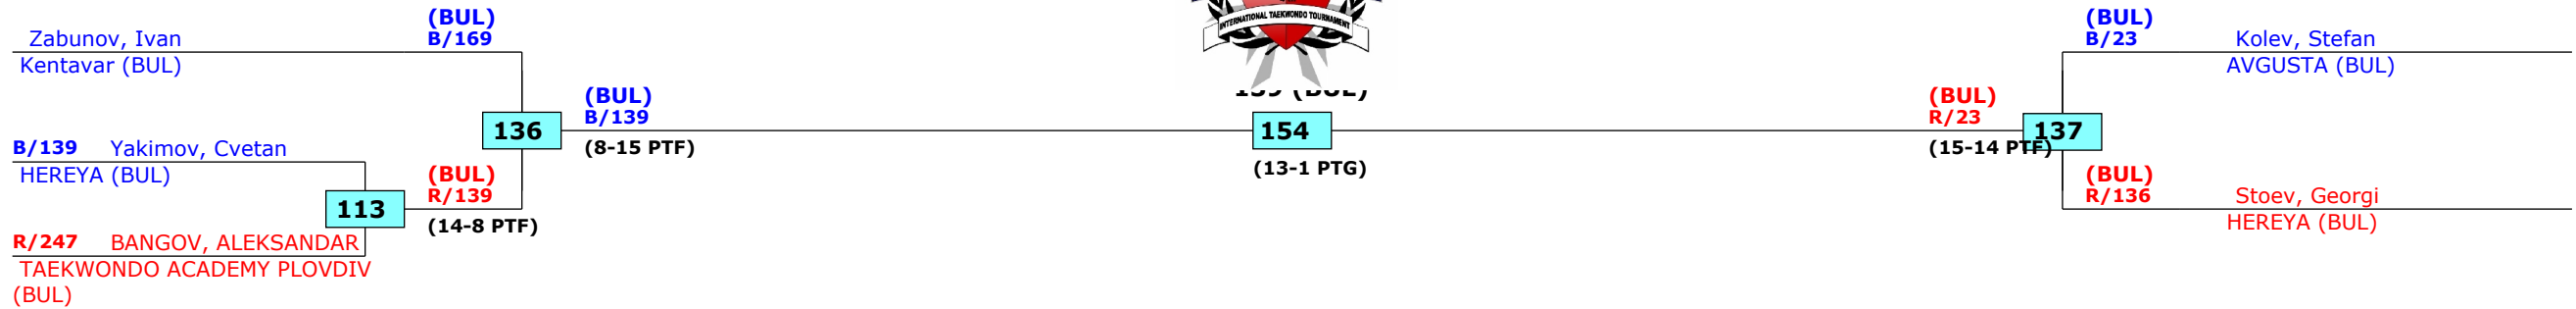 (BUL)
B/169
Zabunov, Ivan
Kentavar (BUL)
INTERNATIONAL TAEKWONDO TOURNAMENT
(BUL)
B/23
Kolev, Stefan
AVGUSTA (BUL)
136
(BUL)
B/139
(8-15 PTF)
139 (BUL)
154
(13-1 PTG)
(BUL)
R/23
(15-14 PTF)
137
B/139 Yakimov, Cvetan
HEREYA (BUL)
113
(BUL)
R/139
(14-8 PTF)
(BUL)
R/136
Stoev, Georgi
HEREYA (BUL)
R/247 BANGOV, ALEKSANDAR
TAEKWONDO ACADEMY PLOVDIV
(BUL)